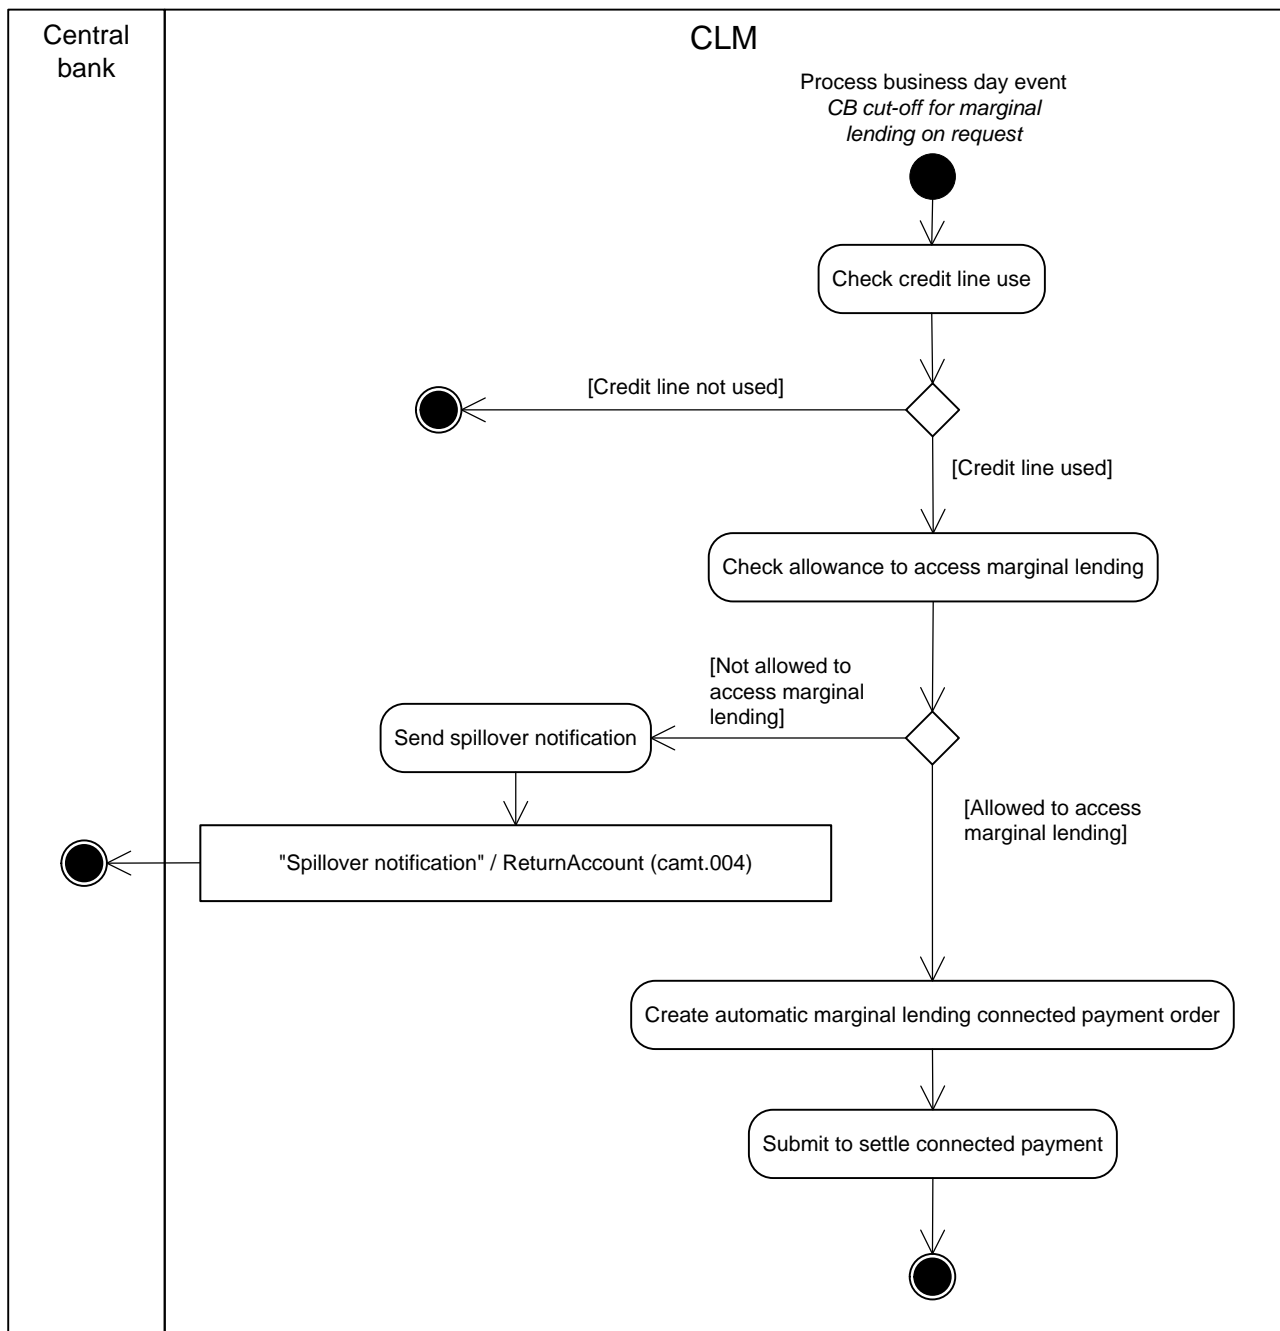 Central
bank
CLM
Process business day event
CB cut-off for marginal
lending on request
Check credit line use
[Credit line not used]
[Credit line used]
Check allowance to access marginal lending
[Not allowed to
access marginal
lending]
Send spillover notification
[Allowed to access
marginal lending]
"Spillover notification" / ReturnAccount (camt.004)
Create automatic marginal lending connected payment order
Submit to settle connected payment